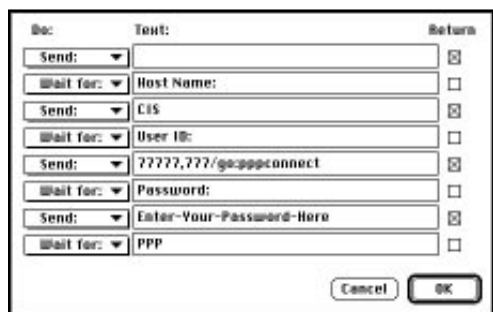 Do: Text: Return
Send:
Wait for: Host Name:
Send: CIS
Wait for: User ID:
Send: 77777,777/go:pppconnect
Wait for: Password:
Send: Enter-Your-Password-Here
Wait for: PPP
Cancel OK